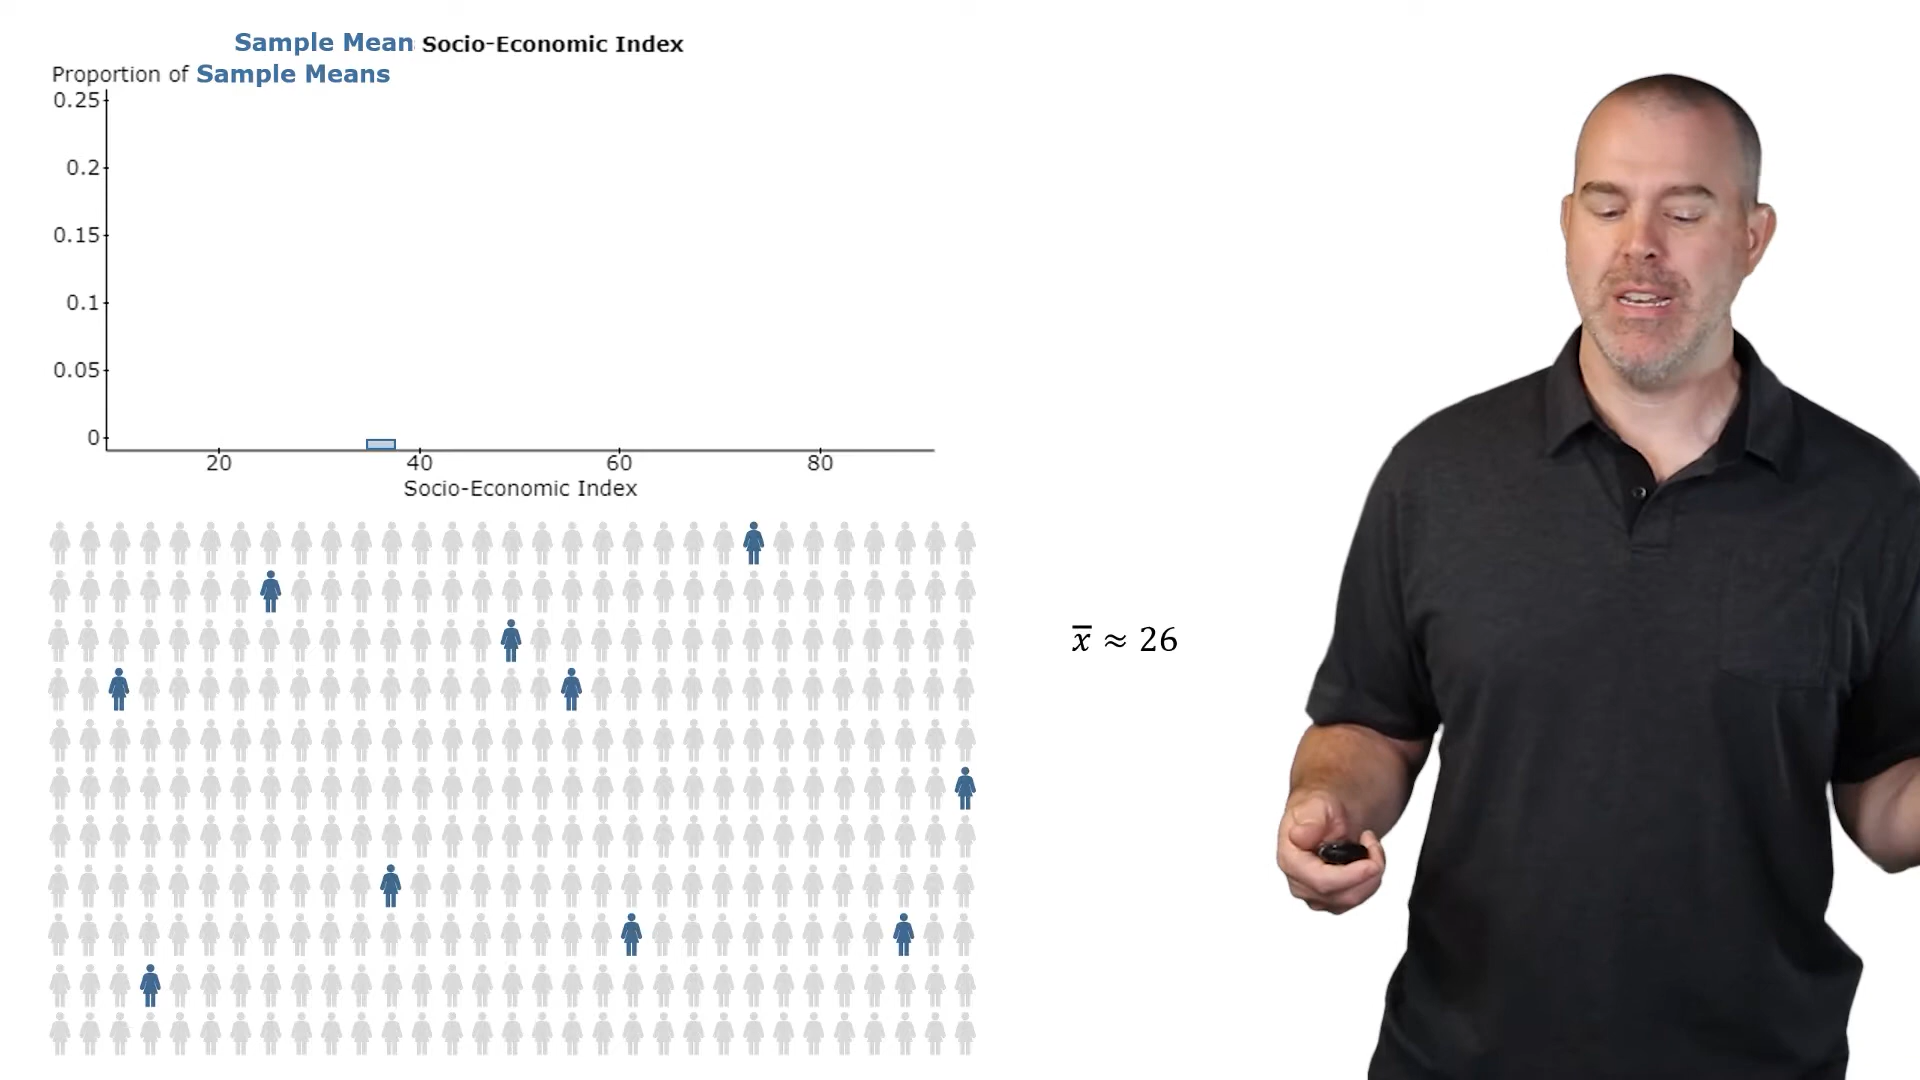 Sample Mean Socio-Economic Index
Proportion of Sample Means
0.25
0.2
0.15
0.1
0.05
0
20 40 60 80
Socio-Economic Index
x̅ ≈ 26